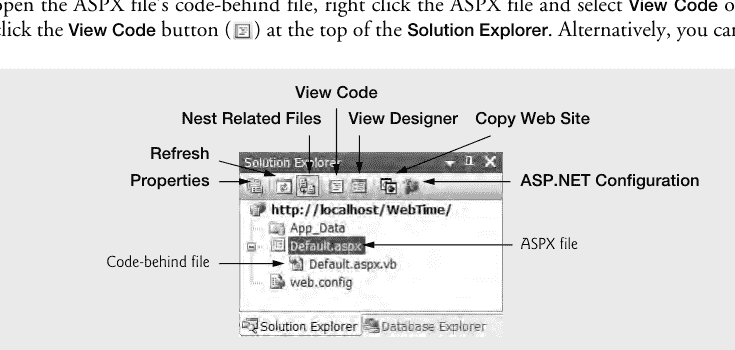 open the ASPX file's code-behind file, right click the ASPX file and select View Code o
click the View Code button ( ) at the top of the Solution Explorer. Alternatively, you can
View Code
Nest Related Files View Designer Copy Web Site
Refresh
Solution Explorer
Properties
ASP.NET Configuration
http://localhost/WebTime/
App_Data
Default.aspx
ASPX file
Code-behind file
Default.aspx.vb
web.config
Solution Explorer Database Explorer